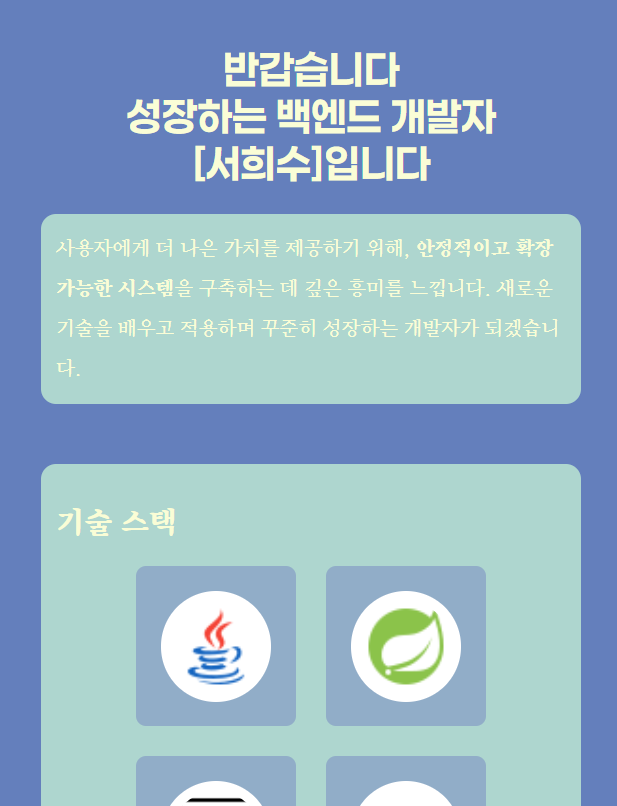 반갑습니다
성장하는 백엔드 개발자
[서희수]입니다
사용자에게 더 나은 가치를 제공하기 위해, 안정적이고 확장
가능한 시스템을 구축하는 데 깊은 흥미를 느낍니다. 새로운
기술을 배우고 적용하며 꾸준히 성장하는 개발자가 되겠습니
다.
기술 스택